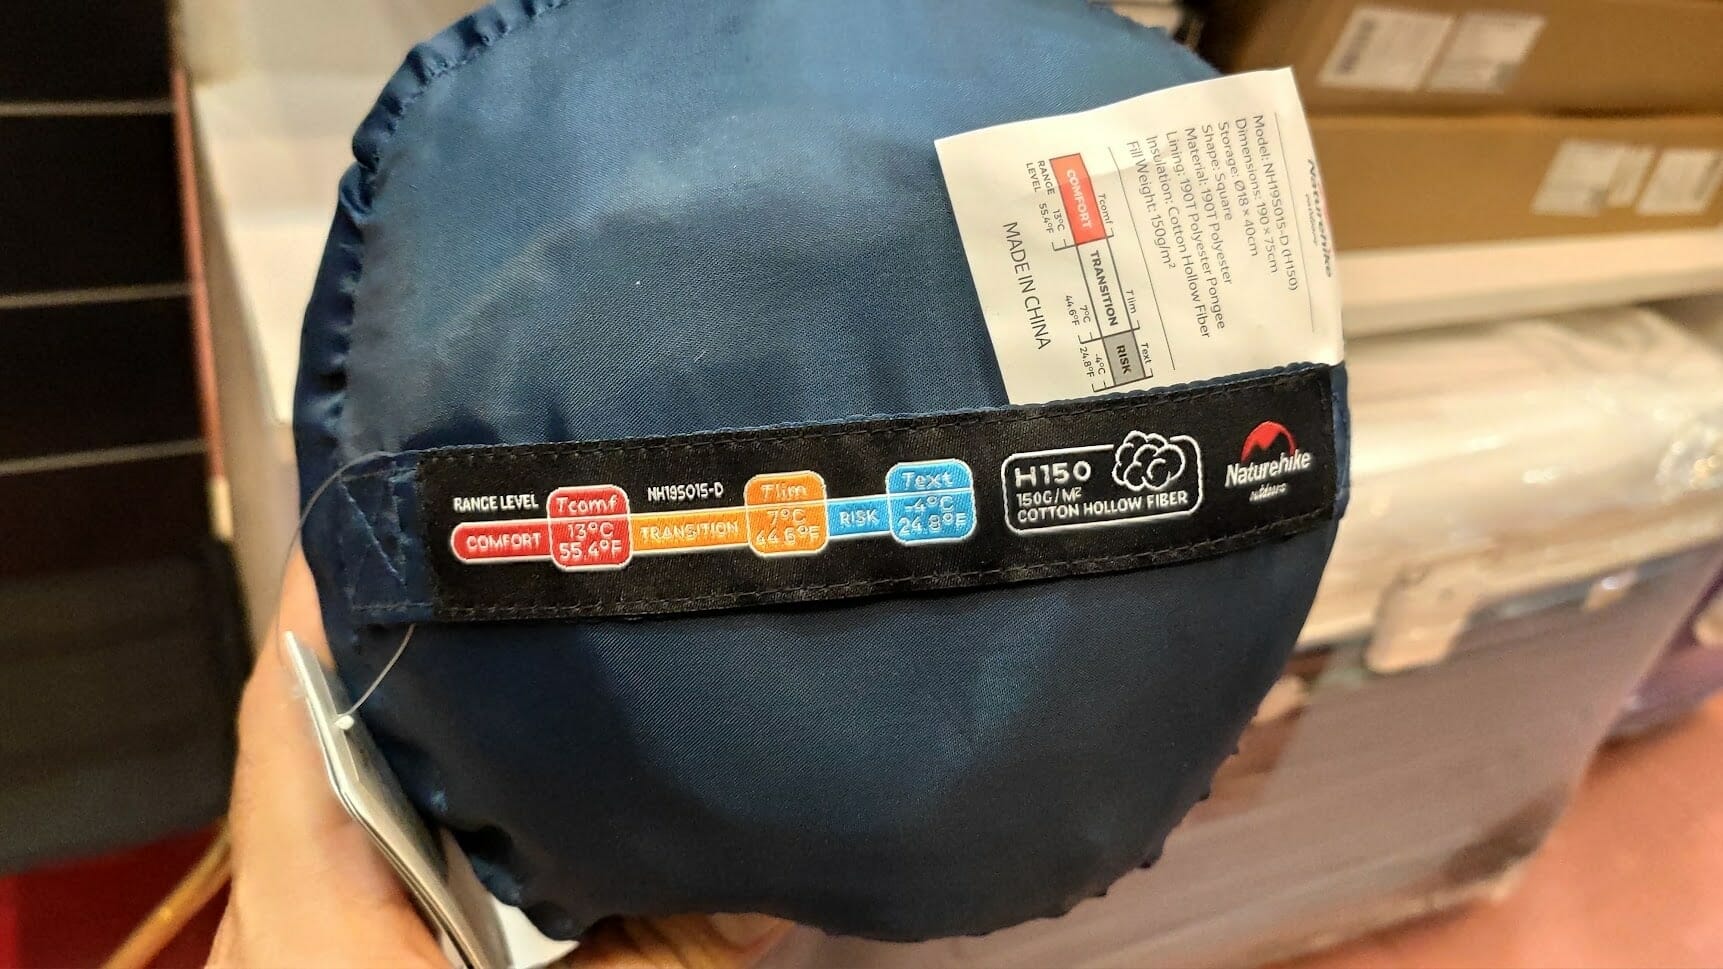 Naturehike
outdoors
Model: NH19S015-D (H150)
Dimensions: 190 × 75cm
Storage: Ø18 × 40cm
Shape: Square
Material: 190T Polyester
Lining: 190T Polyester Pongee
Insulation: Cotton Hollow Fiber
Fill Weight: 150g/m²
Tcomf Tlim Text
COMFORT TRANSITION RISK
RANGE LEVEL 13°C 55.4°F 7°C 44.6°F -4°C 24.8°F
MADE IN CHINA
RANGE LEVEL Tcomf NH19S015-D Tlim Text
COMFORT 13°C TRANSITION 7°C RISK -4°C
55.4°F 44.6°F 24.8°F
H150
150G/M²
COTTON HOLLOW FIBER
Naturehike
outdoors